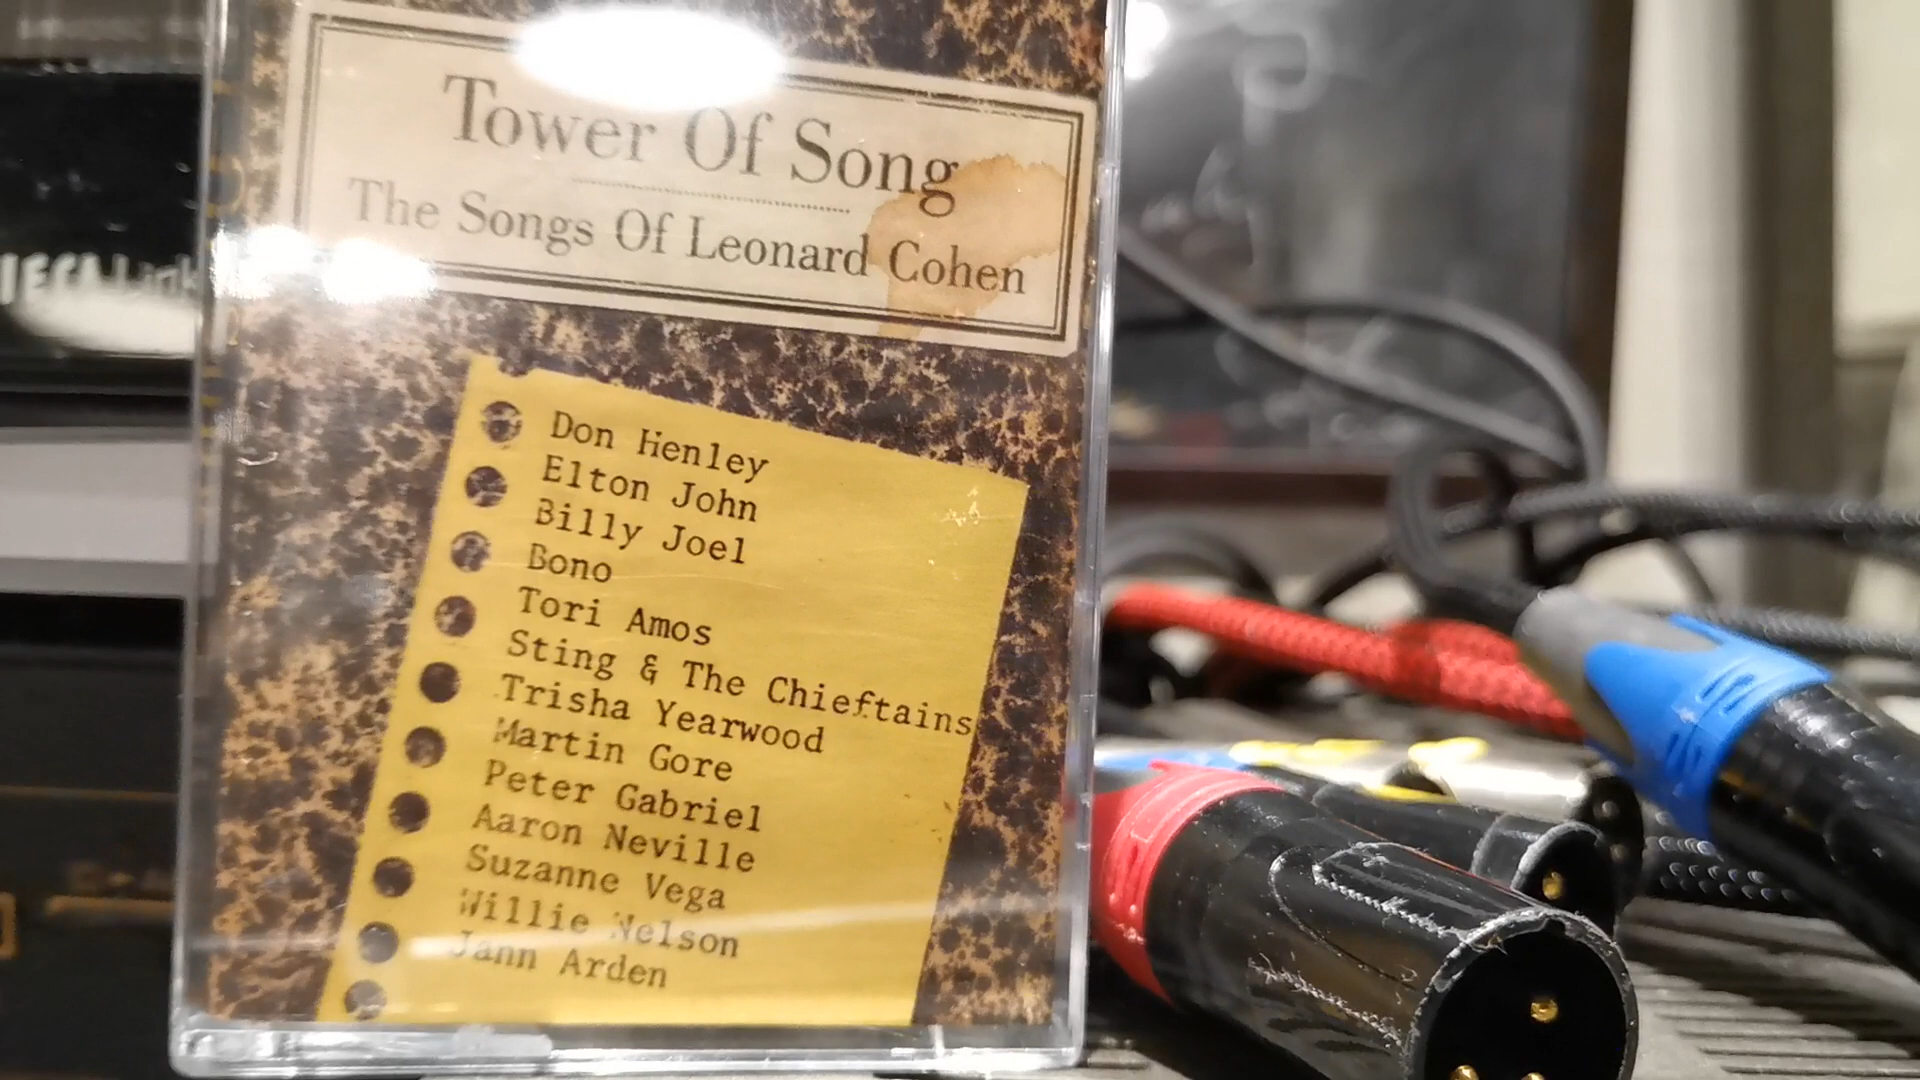 Tower Of Song
The Songs Of Leonard Cohen
Don Henley
Elton John
Billy Joel
Bono
Tori Amos
Sting & The Chieftains
Trisha Yearwood
Martin Gore
Peter Gabriel
Aaron Neville
Suzanne Vega
Willie Nelson
Jann Arden